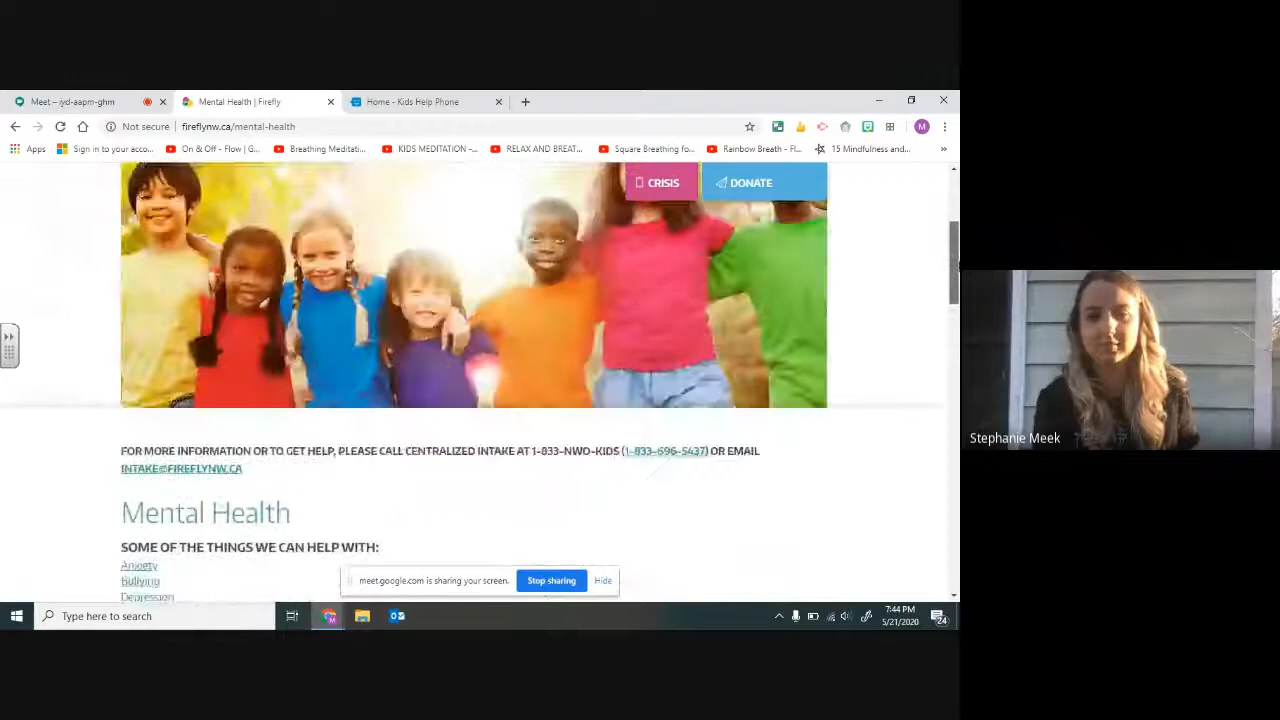 Meet – iyd-aapm-ghm
Mental Health | Firefly
Home - Kids Help Phone
Not secure | fireflynw.ca/mental-health
Apps
Sign in to your acco...
On & Off - Flow | G...
Breathing Meditati...
KIDS MEDITATION -...
RELAX AND BREAT...
Square Breathing fo...
Rainbow Breath - Fl...
15 Mindfulness and...
CRISIS
DONATE
FOR MORE INFORMATION OR TO GET HELP, PLEASE CALL CENTRALIZED INTAKE AT 1-833-NWO-KIDS (1-833-696-5437) OR EMAIL
INTAKE@FIREFLYNW.CA
Mental Health
SOME OF THE THINGS WE CAN HELP WITH:
Anxiety
Bullying
Depression
meet.google.com is sharing your screen.
Stop sharing
Hide
Type here to search
7:44 PM
5/21/2020
24
M
Stephanie Meek